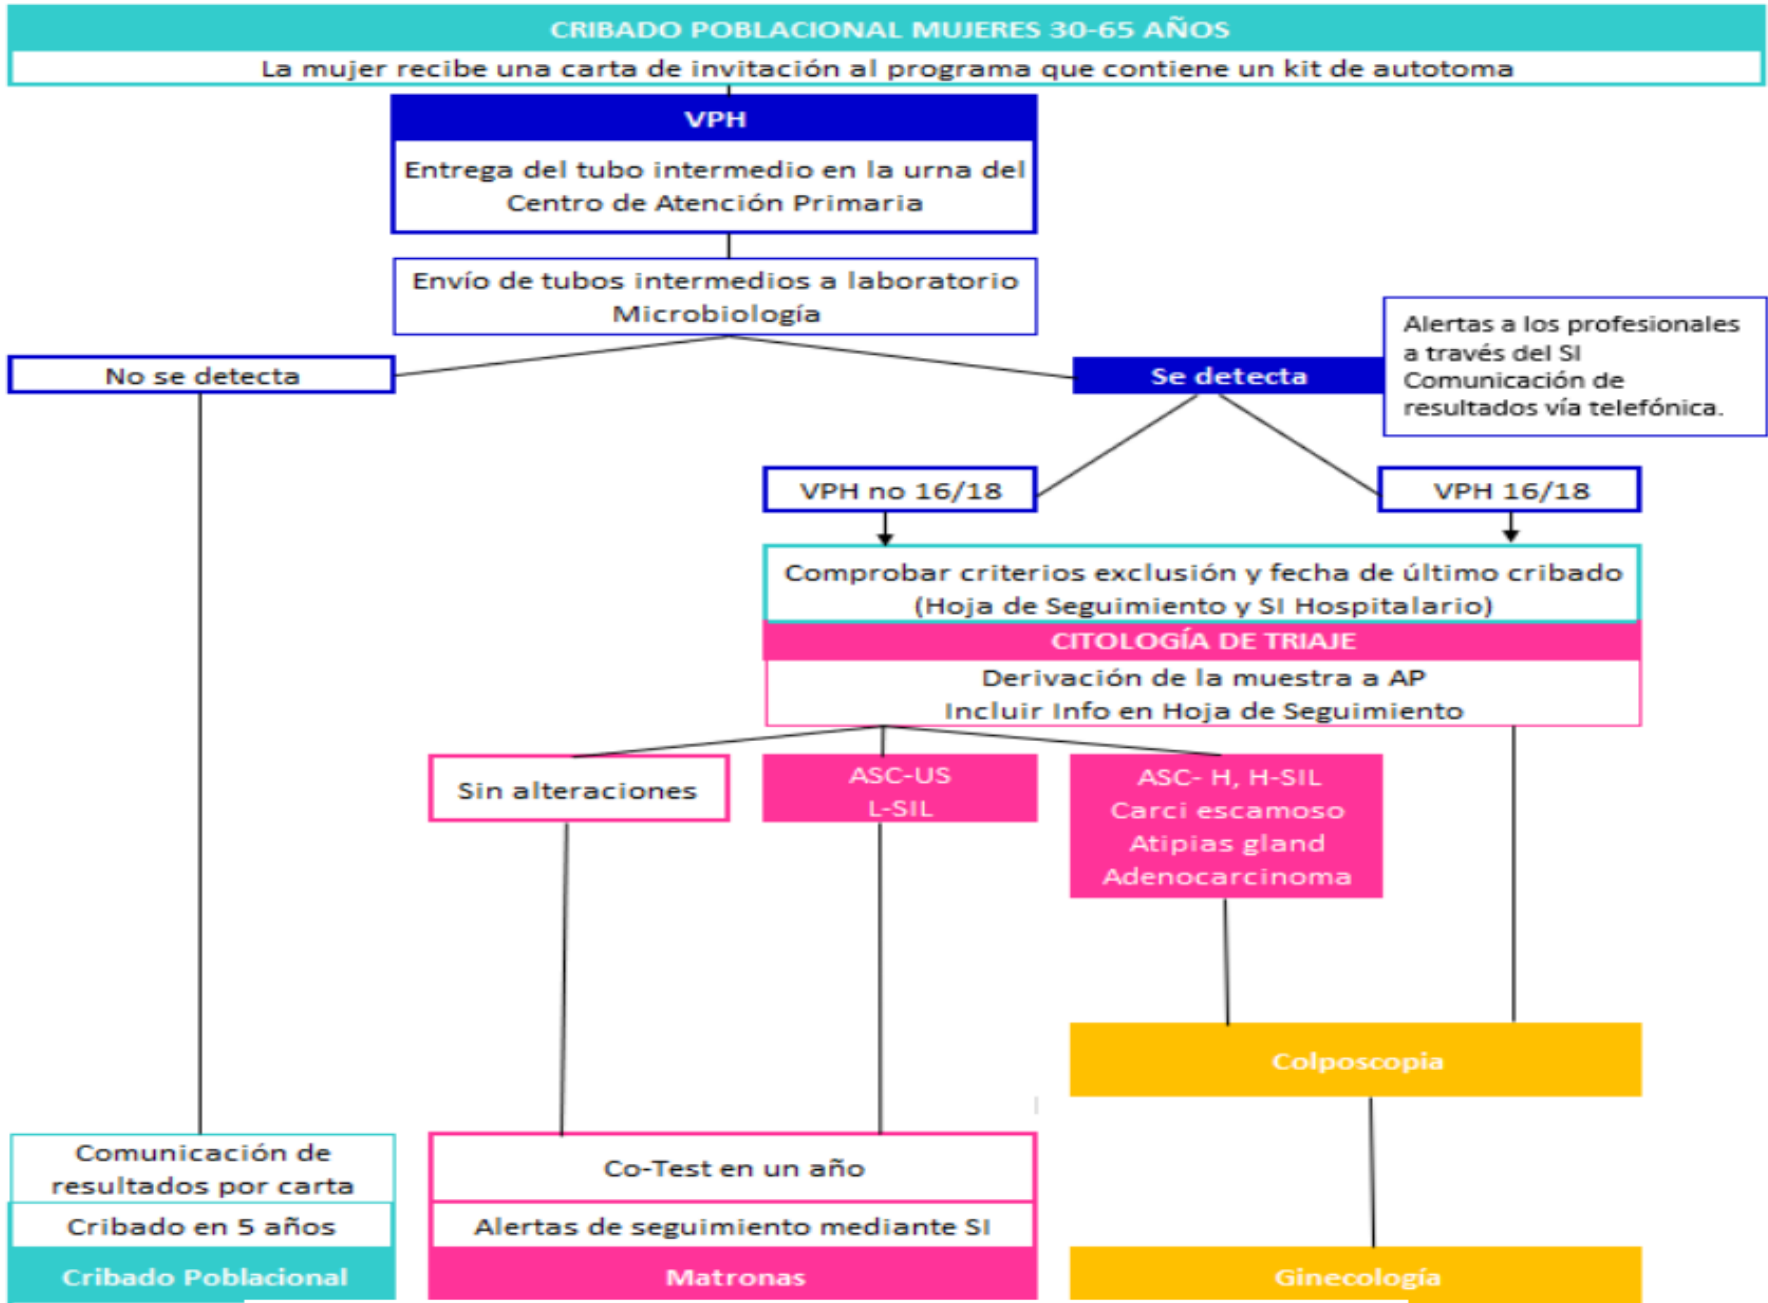 CRIBADO POBLACIONAL MUJERES 30-65 AÑOS
La mujer recibe una carta de invitación al programa que contiene un kit de autotoma
VPH
Entrega del tubo intermedio en la urna del
Centro de Atención Primaria
Envío de tubos intermedios a laboratorio
Microbiología
No se detecta
Se detecta
Alertas a los profesionales
a través del SI
Comunicación de
resultados vía telefónica.
VPH no 16/18
VPH 16/18
Comprobar criterios exclusión y fecha de último cribado
(Hoja de Seguimiento y SI Hospitalario)
CITOLOGÍA DE TRIAJE
Derivación de la muestra a AP
Incluir Info en Hoja de Seguimiento
Sin alteraciones
ASC-US
L-SIL
ASC- H, H-SIL
Carci escamoso
Atipias gland
Adenocarcinoma
Colposcopia
Comunicación de
resultados por carta
Cribado en 5 años
Cribado Poblacional
Co-Test en un año
Alertas de seguimiento mediante SI
Matronas
Ginecología